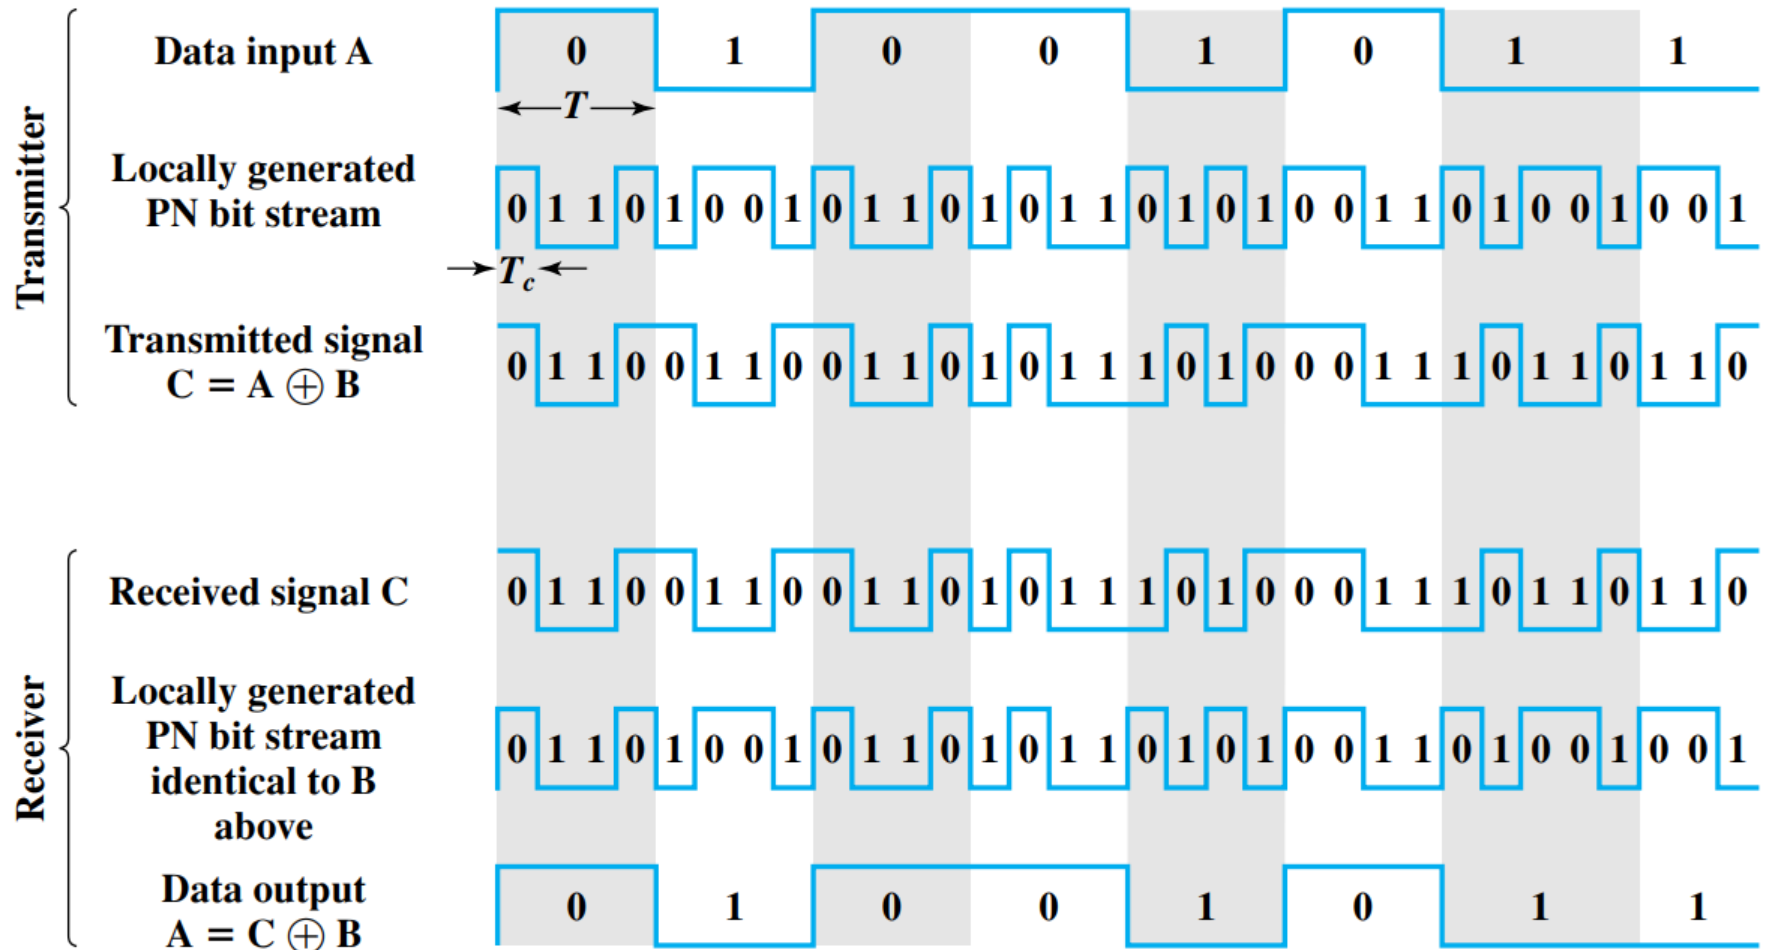 Transmitter
Data input A
0 1 0 0 1 0 1 1
T
Locally generated
PN bit stream
0 1 1 0 1 0 0 1 0 1 1 0 1 0 1 1 0 1 0 1 0 0 1 1 0 1 0 0 1 0 0 1
Tc
Transmitted signal
C = A ⊕ B
0 1 1 0 0 1 1 0 0 1 1 0 1 0 1 1 1 0 1 0 0 0 1 1 1 0 1 1 0 1 1 0
Receiver
Received signal C
0 1 1 0 0 1 1 0 0 1 1 0 1 0 1 1 1 0 1 0 0 0 1 1 1 0 1 1 0 1 1 0
Locally generated
PN bit stream
identical to B
above
0 1 1 0 1 0 0 1 0 1 1 0 1 0 1 1 0 1 0 1 0 0 1 1 0 1 0 0 1 0 0 1
Data output
A = C ⊕ B
0 1 0 0 1 0 1 1